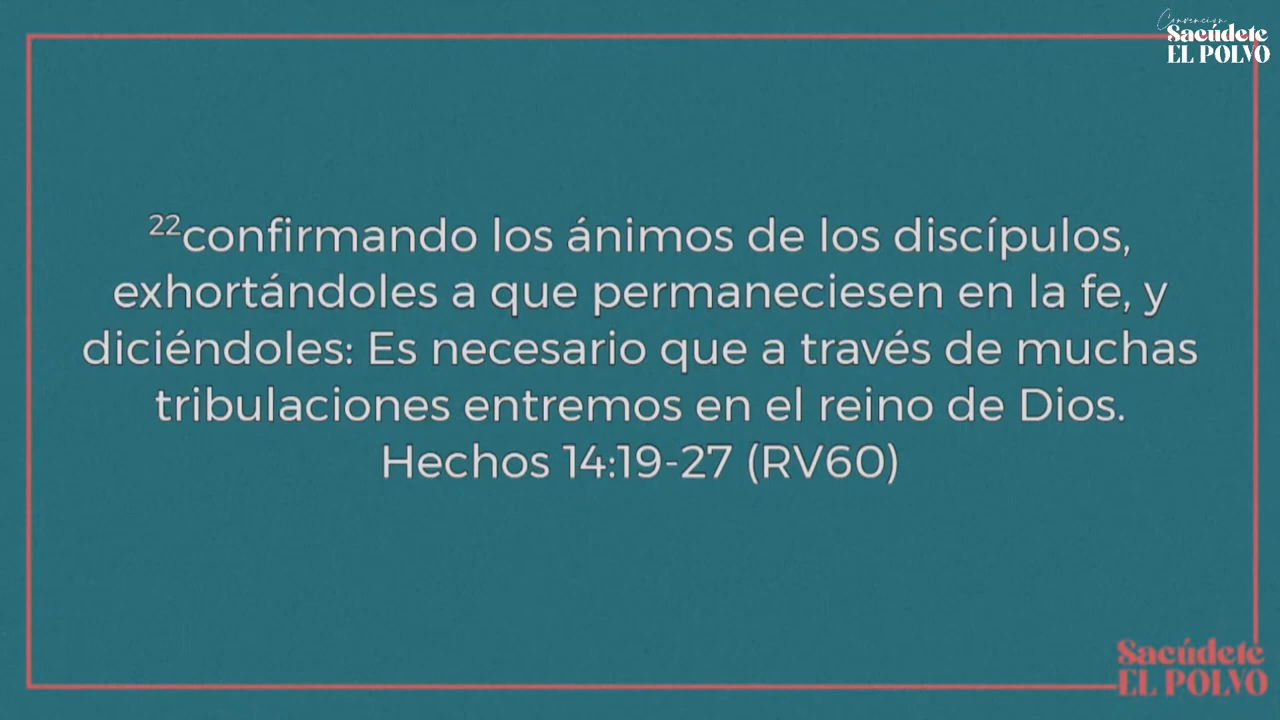 Convención
Sacúdete
EL POLVO
22confirmando los ánimos de los discípulos,
exhortándoles a que permaneciesen en la fe, y
diciéndoles: Es necesario que a través de muchas
tribulaciones entremos en el reino de Dios.
Hechos 14:19-27 (RV60)
Sacúdete
EL POLVO